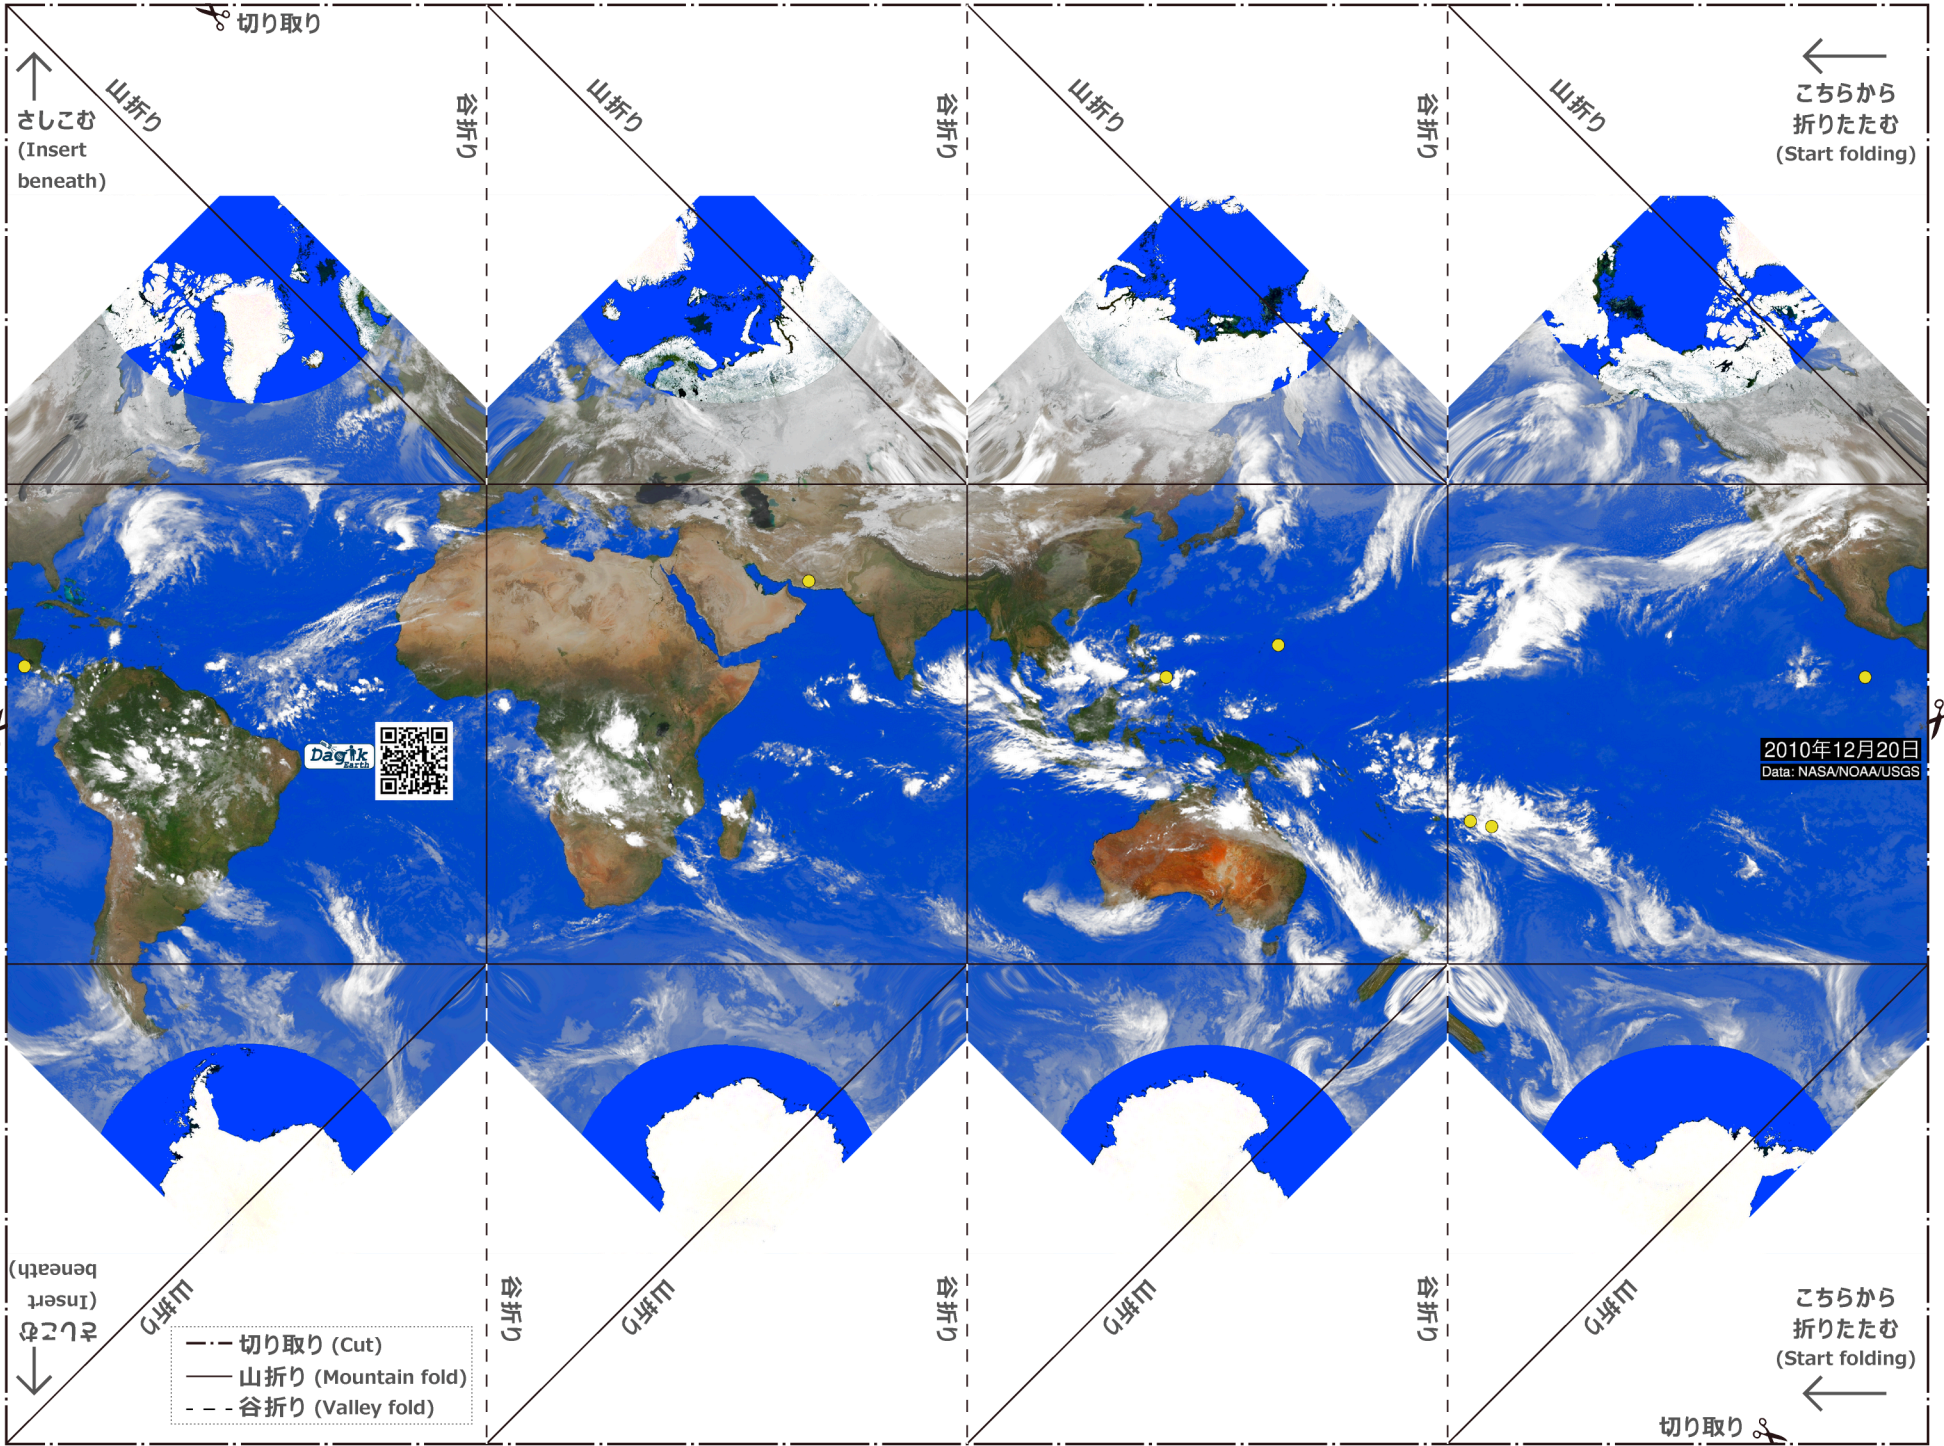 切り取り
さしこむ
(Insert
beneath)
山折り
谷折り
山折り
谷折り
山折り
谷折り
山折り
こちらから
折りたたむ
(Start folding)
Dagik
Earth
2010年12月20日
Data: NASA/NOAA/USGS
さしこむ
(Insert
beneath)
山折り
谷折り
山折り
谷折り
山折り
谷折り
山折り
こちらから
折りたたむ
(Start folding)
切り取り (Cut)
山折り (Mountain fold)
谷折り (Valley fold)
切り取り